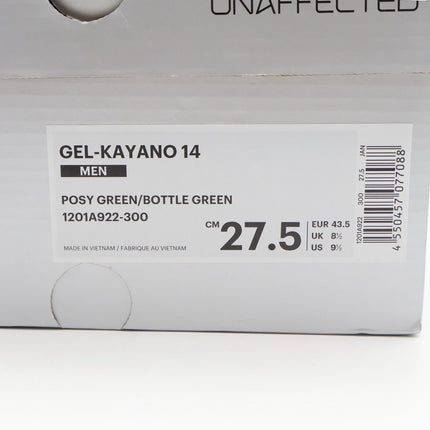 UNAFFECTED
GEL-KAYANO 14
MEN
POSY GREEN/BOTTLE GREEN
1201A922-300
CM 27.5
EUR 43.5
UK 8½
US 9½
MADE IN VIETNAM / FABRIQUE AU VIETNAM
1201A922 300 27.5 JAN
4 550457 077088